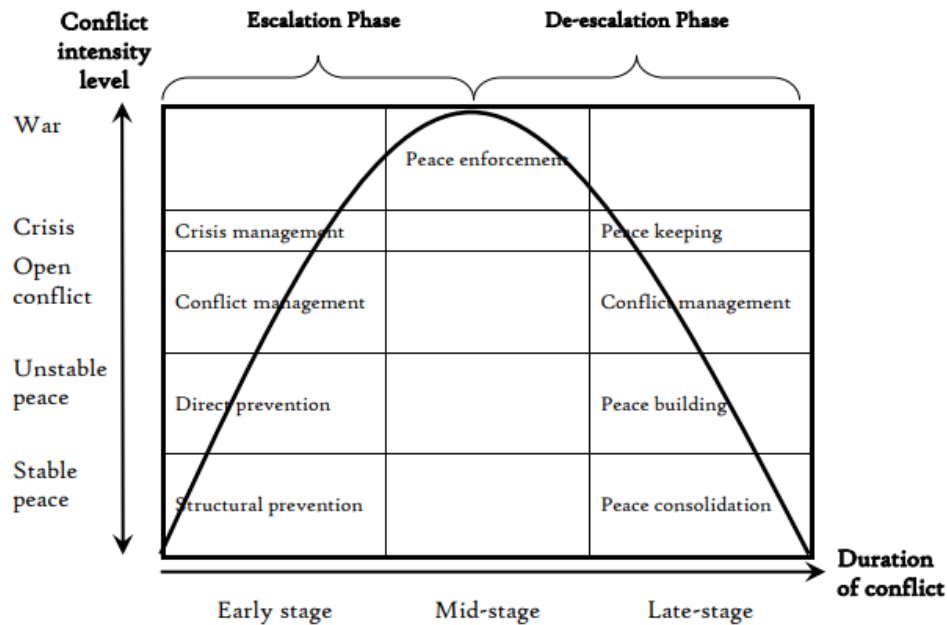 Conflict
intensity
level
Escalation Phase
De-escalation Phase
War
Peace enforcement
Crisis
Crisis management
Peace keeping
Open
conflict
Conflict management
Conflict management
Unstable
peace
Direct prevention
Peace building
Stable
peace
Structural prevention
Peace consolidation
Duration
of conflict
Early stage
Mid-stage
Late-stage